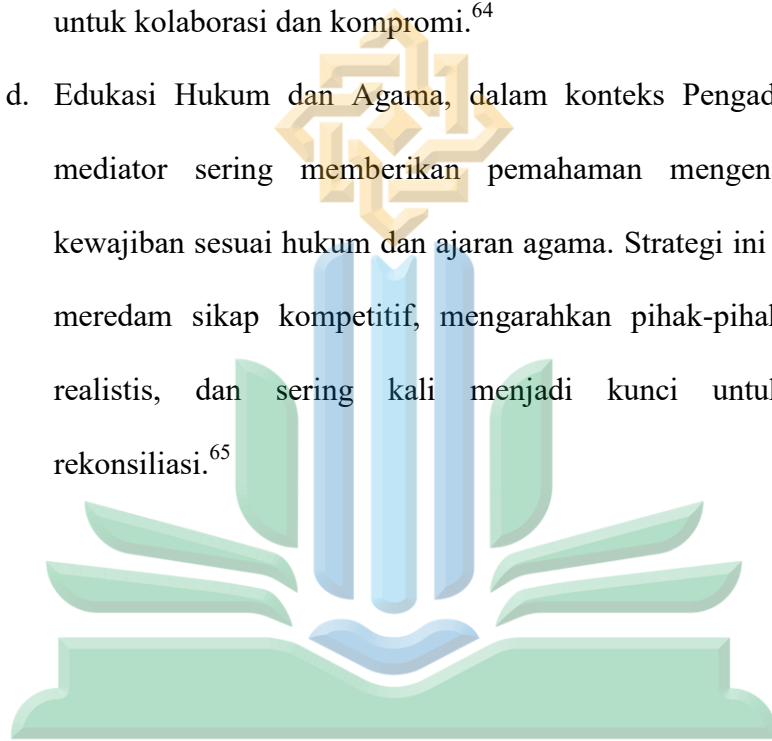 untuk kolaborasi dan kompromi.64
d. Edukasi Hukum dan Agama, dalam konteks Pengad
mediator sering memberikan pemahaman mengen
kewajiban sesuai hukum dan ajaran agama. Strategi ini
meredam sikap kompetitif, mengarahkan pihak-pihak
realistis, dan sering kali menjadi kunci untuk
rekonsiliasi.65